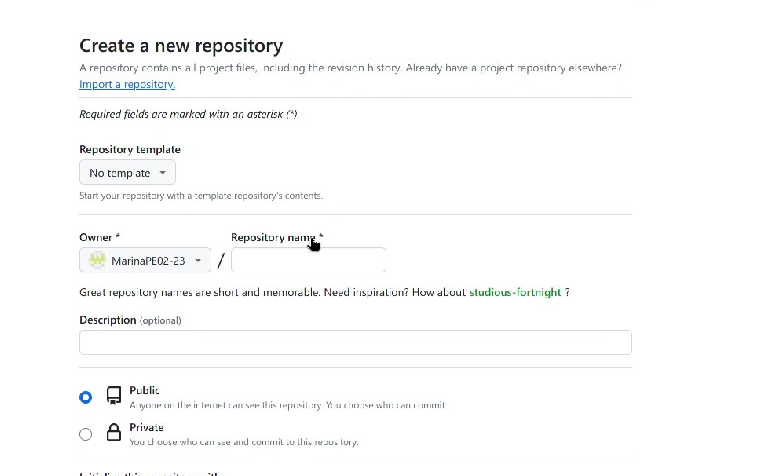 Create a new repository
A repository contains all project files, including the revision history. Already have a project repository elsewhere?
Import a repository.
Required fields are marked with an asterisk (*).
Repository template
No template
Start your repository with a template repository's contents.
Owner *
Repository name *
MarinaPE02-23
/
Great repository names are short and memorable. Need inspiration? How about studious-fortnight ?
Description (optional)
Public
Anyone on the internet can see this repository. You choose who can commit.
Private
You choose who can see and commit to this repository.